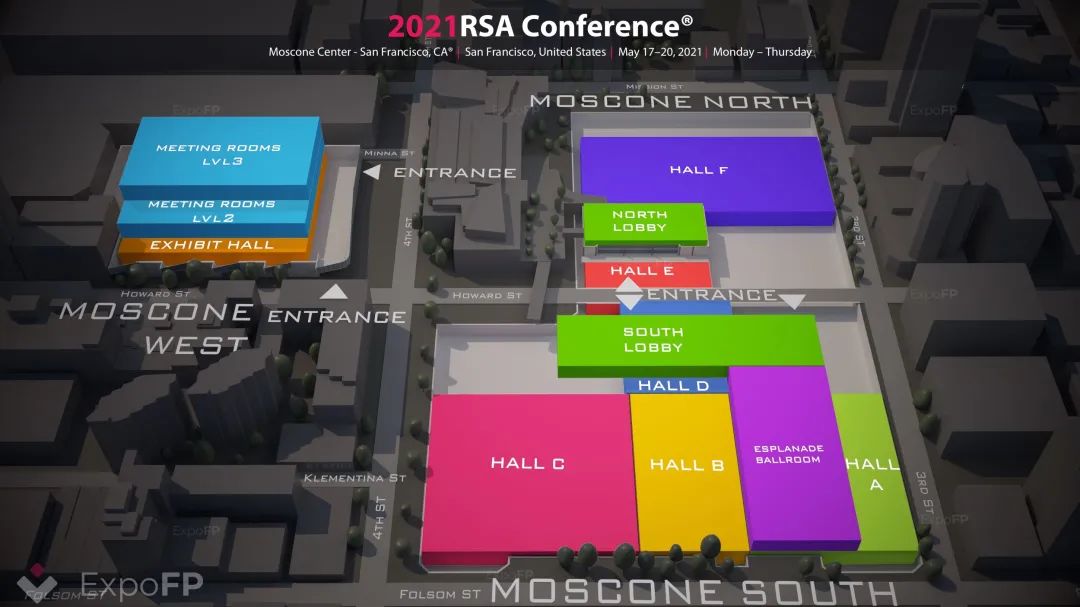 2021RSA Conference®
Moscone Center - San Francisco, CA® | San Francisco, United States | May 17–20, 2021 | Monday – Thursday
MISSION ST
MOSCONE NORTH
ExpoFP
ExpoFP
ExpoFP
MEETING ROOMS
LVL3
MINNA ST
ENTRANCE
HALL F
MEETING ROOMS
LVL2
NORTH
LOBBY
4TH ST
3RD ST
EXHIBIT HALL
HALL E
HOWARD ST
HOWARD ST
ENTRANCE
ExpoFP
MOSCONE
WEST
ENTRANCE
SOUTH
LOBBY
HALL D
HALL C
HALL B
ESPLANADE
BALLROOM
HALL
A
KLEMENTINA ST
4TH ST
3RD ST
ExpoFP
ExpoFP
ExpoFP
FOLSOM ST
FOLSOM ST
MOSCONE SOUTH